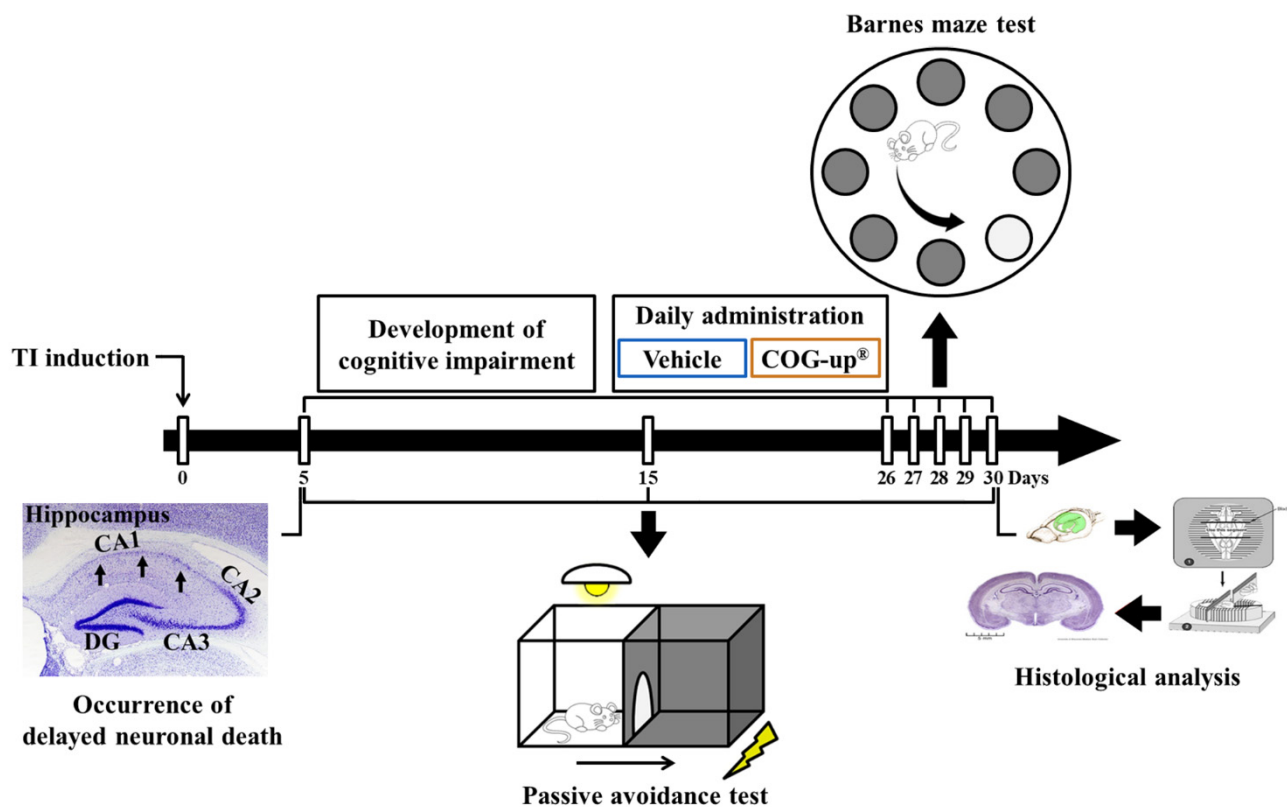 Barnes maze test
Development of
cognitive impairment
Daily administration
Vehicle
COG-up®
TI induction
0
5
15
26
27
28
29
30
Days
Hippocampus
CA1
CA2
CA3
DG
Occurrence of
delayed neuronal death
Passive avoidance test
Histological analysis